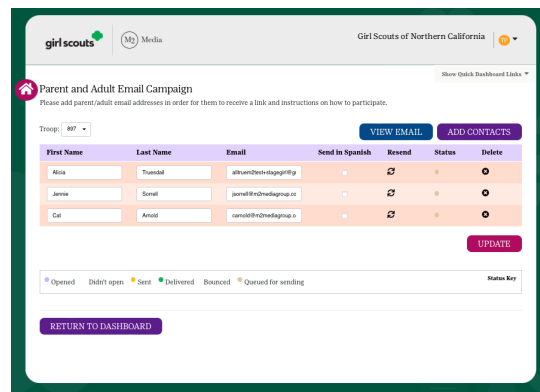 girl scouts
M2 Media
Girl Scouts of Northern California
TF
Show Quick Dashboard Links
Parent and Adult Email Campaign
Please add parent/adult email addresses in order for them to receive a link and instructions on how to participate.
Troop: 897
VIEW EMAIL ADD CONTACTS
First Name Last Name Email Send in Spanish Resend Status Delete
Alicia Truesdall alltruem2test+stagegirl@g
Jennie Sorrell jsorrell@m2mediagroup.cc
Cat Arnold carnold@m2mediagroup.o
UPDATE
Status Key
Opened Didn't open Sent Delivered Bounced Queued for sending
RETURN TO DASHBOARD